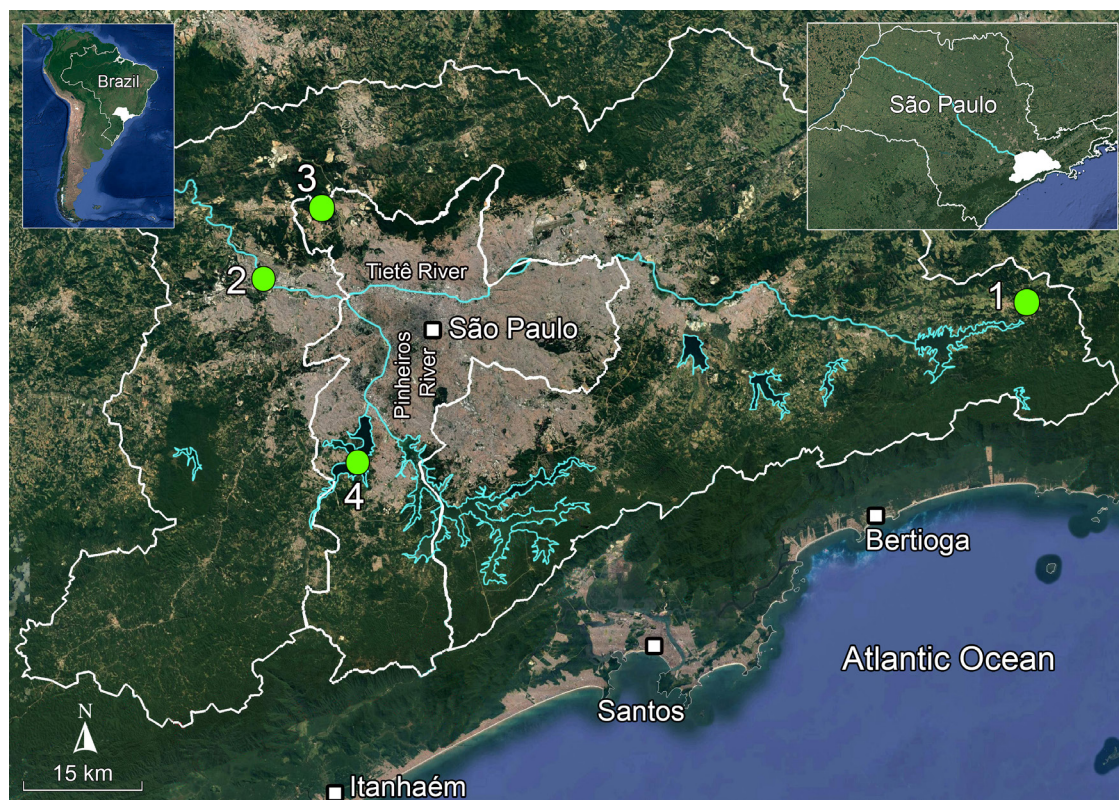 Brazil
São Paulo
3
2
Tietê River
1
São Paulo
Pinheiros
River
4
Bertioga
Atlantic Ocean
Santos
N
15 km
Itanhaém